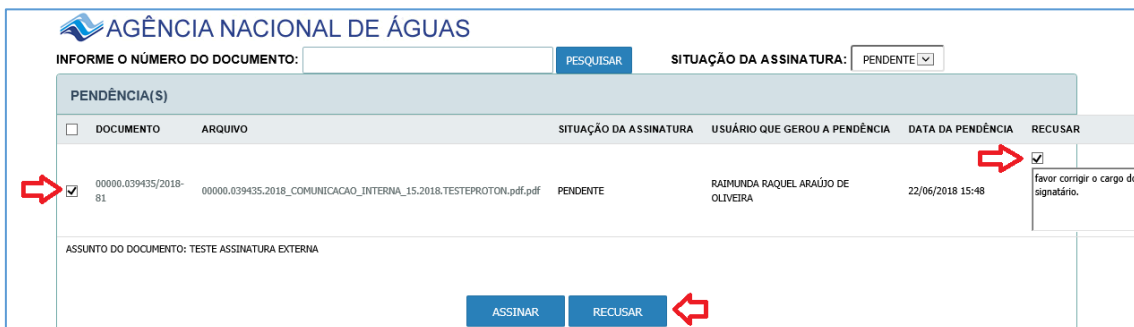 AGÊNCIA NACIONAL DE ÁGUAS
INFORME O NÚMERO DO DOCUMENTO: PESQUISAR SITUAÇÃO DA ASSINATURA: PENDENTE
PENDÊNCIA(S)
DOCUMENTO ARQUIVO SITUAÇÃO DA ASSINATURA USUÁRIO QUE GEROU A PENDÊNCIA DATA DA PENDÊNCIA RECUSAR
00000.039435/2018-
81
00000.039435.2018_COMUNICACAO_INTERNA_15.2018.TESTEPROTON.pdf.pdf
PENDENTE
RAIMUNDA RAQUEL ARAÚJO DE
OLIVEIRA
22/06/2018 15:48
favor corrigir o cargo do
signatário.
ASSUNTO DO DOCUMENTO: TESTE ASSINATURA EXTERNA
ASSINAR RECUSAR